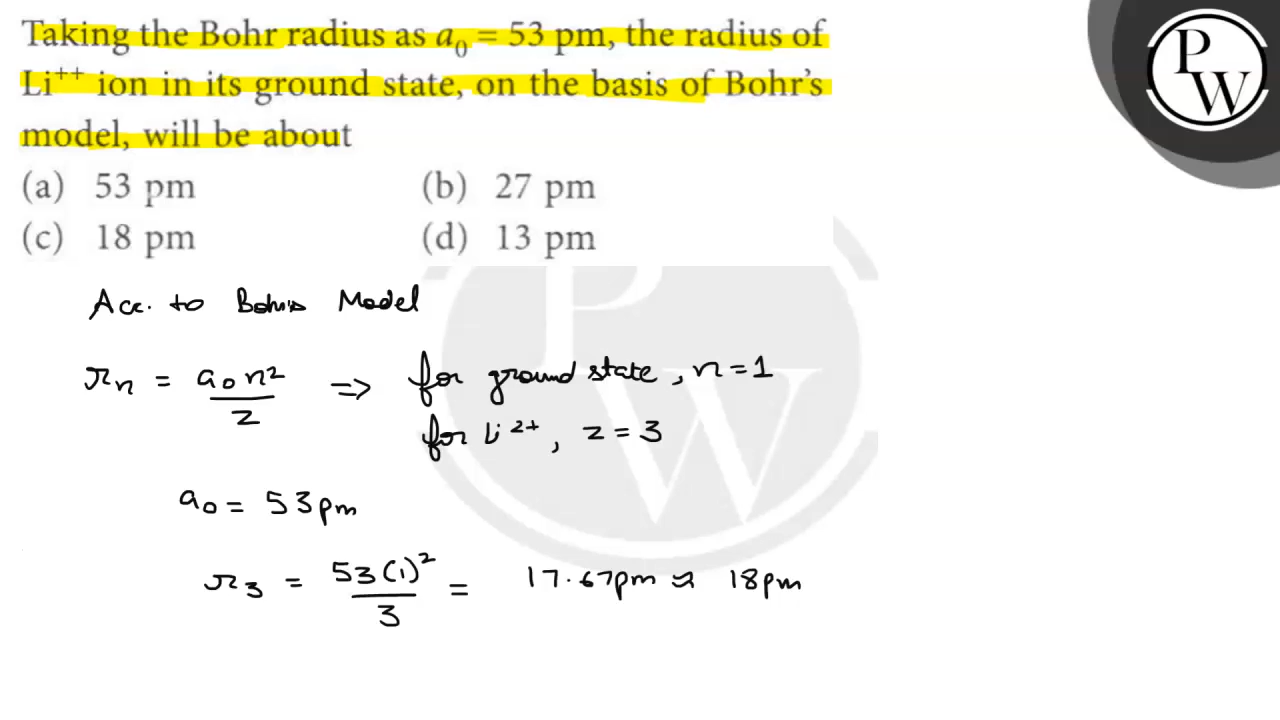 Taking the Bohr radius as a₀ = 53 pm, the radius of
Li⁺⁺ ion in its ground state, on the basis of Bohr's
model, will be about
(a) 53 pm (b) 27 pm
(c) 18 pm (d) 13 pm
Acc. to Bohr's Model
rₙ = a₀n²/z ⇒ for ground state, n = 1
for Li²⁺, z = 3
a₀ = 53pm
r₃ = 53(1)²/3 = 17.67pm ≈ 18pm
PW